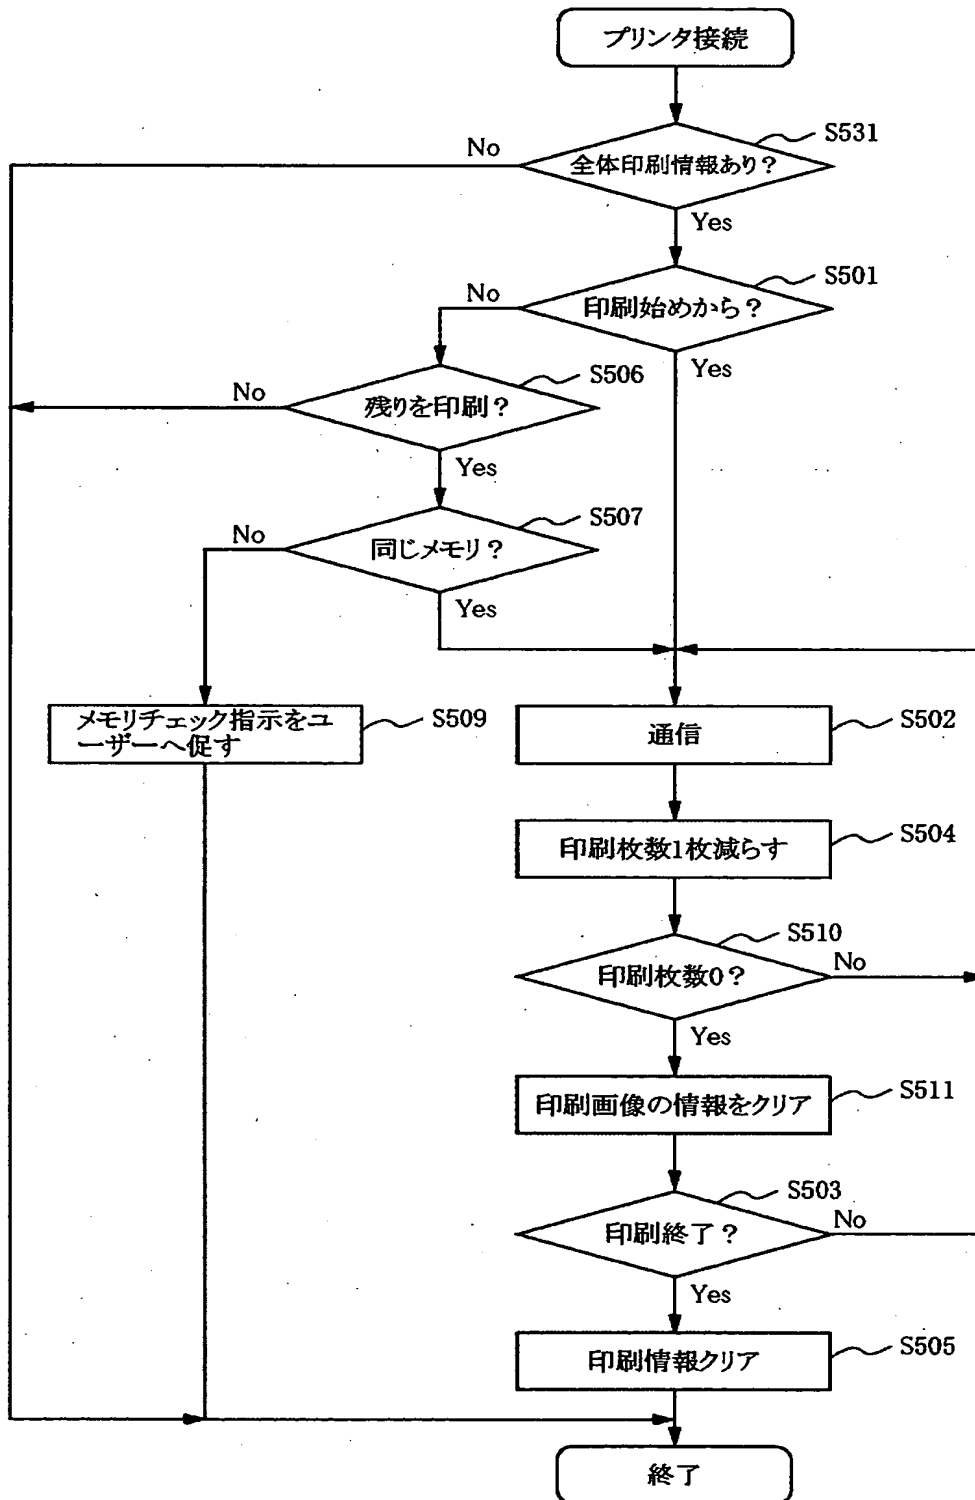 プリンタ接続
S531
No
全体印刷情報あり？
Yes
S501
No
印刷始めから？
Yes
S506
No
残りを印刷？
Yes
S507
No
同じメモリ？
Yes
メモリチェック指示をユ
ーザーへ促す
S509
通信
S502
印刷枚数1枚減らす
S504
S510
印刷枚数0？
No
Yes
印刷画像の情報をクリア
S511
S503
印刷終了？
No
Yes
印刷情報クリア
S505
終了